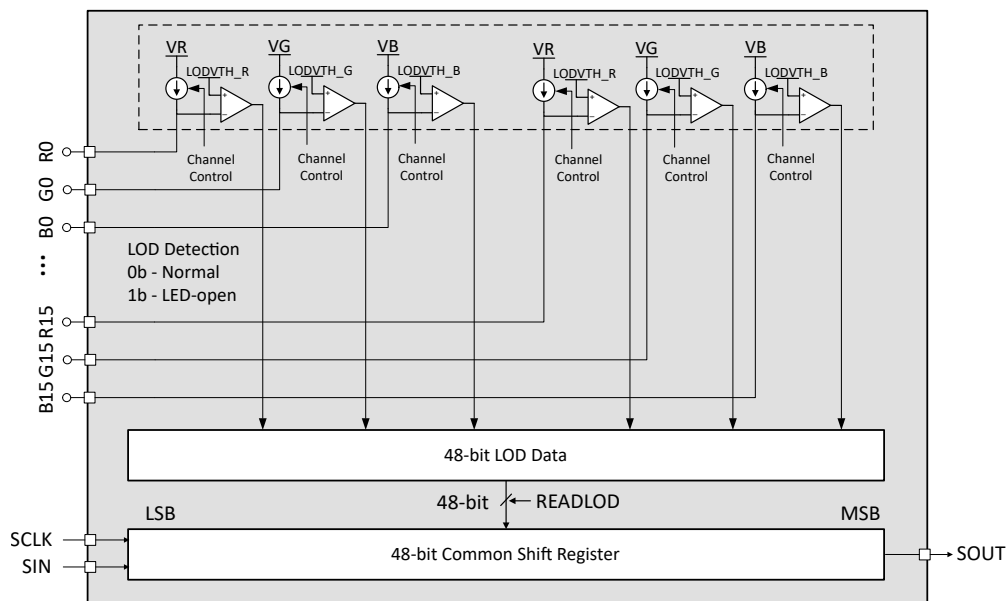 VR VG VB VR VG VB
LODVTH_R LODVTH_G LODVTH_B LODVTH_R LODVTH_G LODVTH_B
+ + + + + +
− − − − − −
Channel Channel Channel Channel Channel Channel
Control Control Control Control Control Control
R0
G0
B0
LOD Detection
0b - Normal
...
1b - LED-open
R15
G15
B15
48-bit LOD Data
48-bit READLOD
LSB MSB
SCLK
48-bit Common Shift Register SOUT
SIN